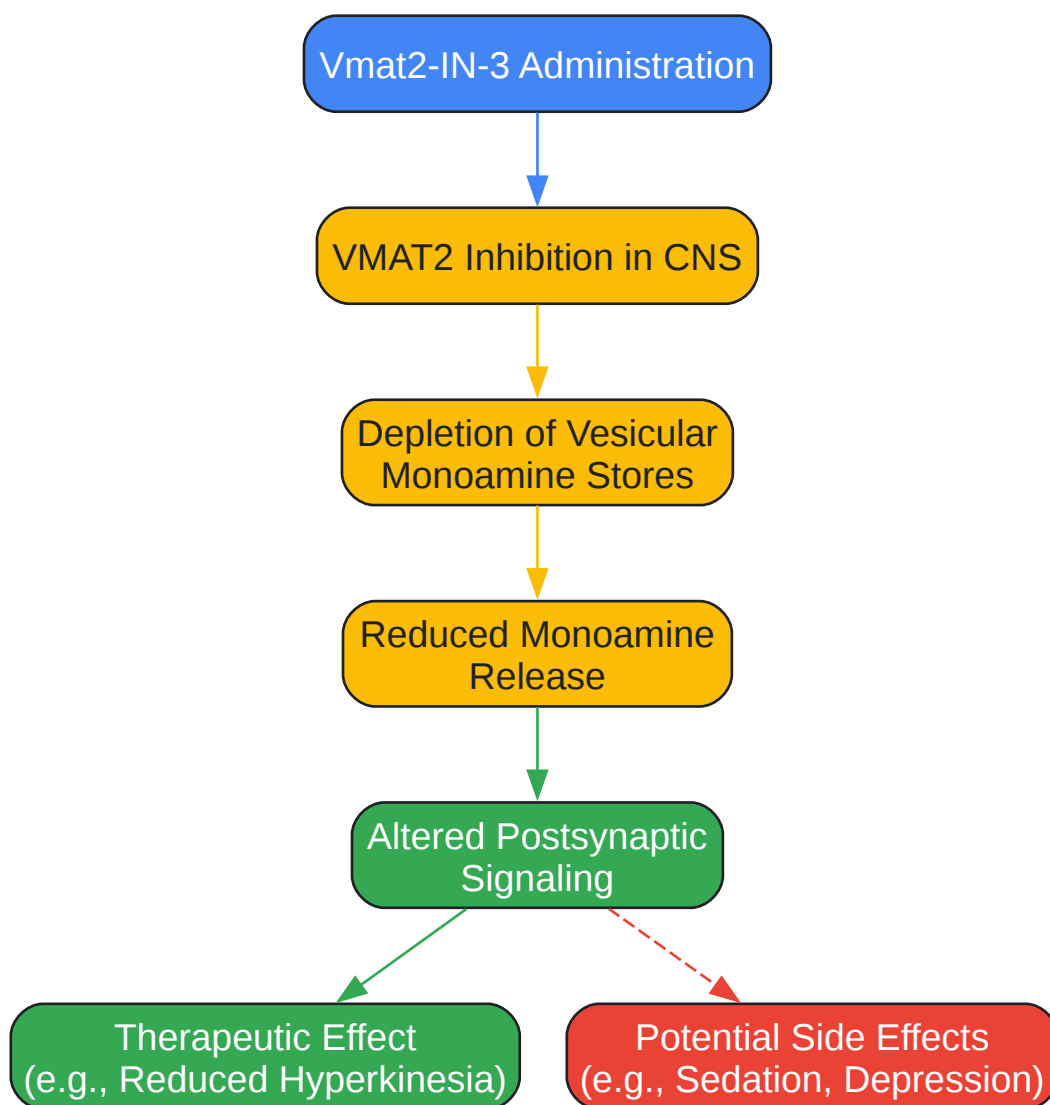 Vmat2-IN-3 Administration
VMAT2 Inhibition in CNS
Depletion of Vesicular
Monoamine Stores
Reduced Monoamine
Release
Altered Postsynaptic
Signaling
Therapeutic Effect
(e.g., Reduced Hyperkinesia)
Potential Side Effects
(e.g., Sedation, Depression)